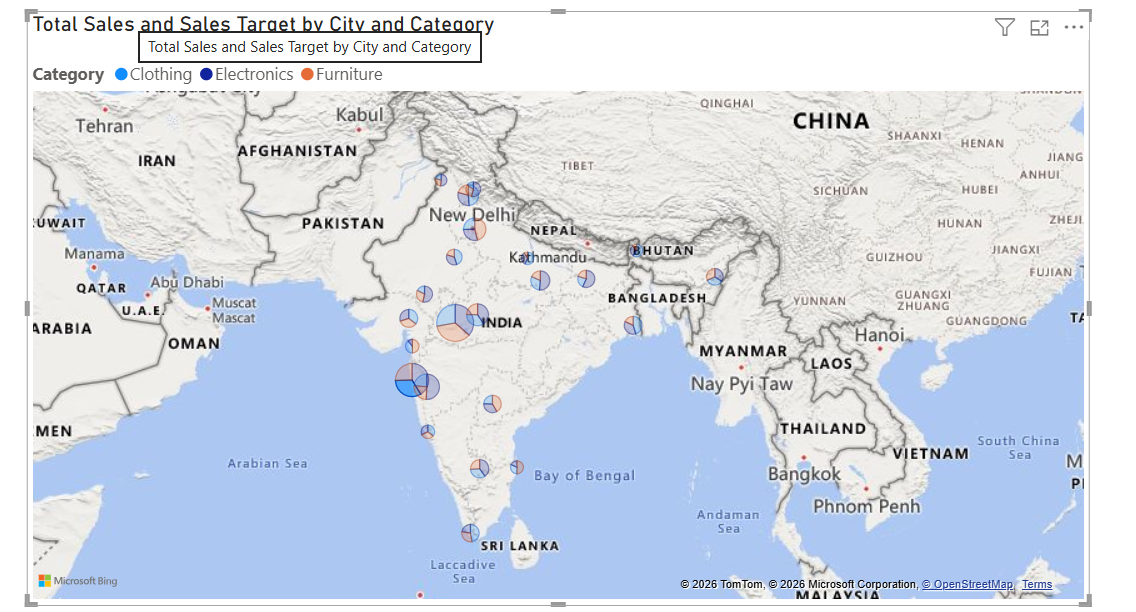 Total Sales and Sales Target by City and Category
Total Sales and Sales Target by City and Category
Category Clothing Electronics Furniture
Ashgabat City
QINGHAI
Tehran
Kabul
CHINA
SHAANXI
HENAN
IRAN
AFGHANISTAN
TIBET
JIANG
ANHUI
SICHUAN
HUBEI
UWAIT
PAKISTAN
New Delhi
NEPAL
HUNAN
ZHEJI
Manama
Kathmandu
BHUTAN
GUIZHOU
JIANGXI
FUJIAN
QATAR
Abu Dhabi
U.A.E.
Muscat
Muscat
BANGLADESH
YUNNAN
GUANGXI
ZHUANG
GUANGDONG
TA
ARABIA
OMAN
INDIA
Hanoi
MYANMAR
LAOS
Nay Pyi Taw
MEN
THAILAND
VIETNAM
South China
Sea
Arabian Sea
Bay of Bengal
Bangkok
M
PI
Phnom Penh
Andaman
Sea
SRI LANKA
Laccadive
Sea
Microsoft Bing
© 2026 TomTom, © 2026 Microsoft Corporation, © OpenStreetMap Terms
MALAYSIA